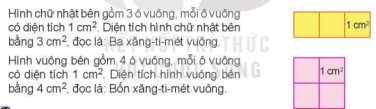 Hình chữ nhật bên gồm 3 ô vuông, mỗi ô vuông
có diện tích 1 cm². Diện tích hình chữ nhật bên
bằng 3 cm², đọc là: Ba xăng-ti-mét vuông.
1 cm²
Hình vuông bên gồm 4 ô vuông, mỗi ô vuông
có diện tích 1 cm². Diện tích hình vuông bên
bằng 4 cm², đọc là: Bốn xăng-ti-mét vuông.
1 cm²